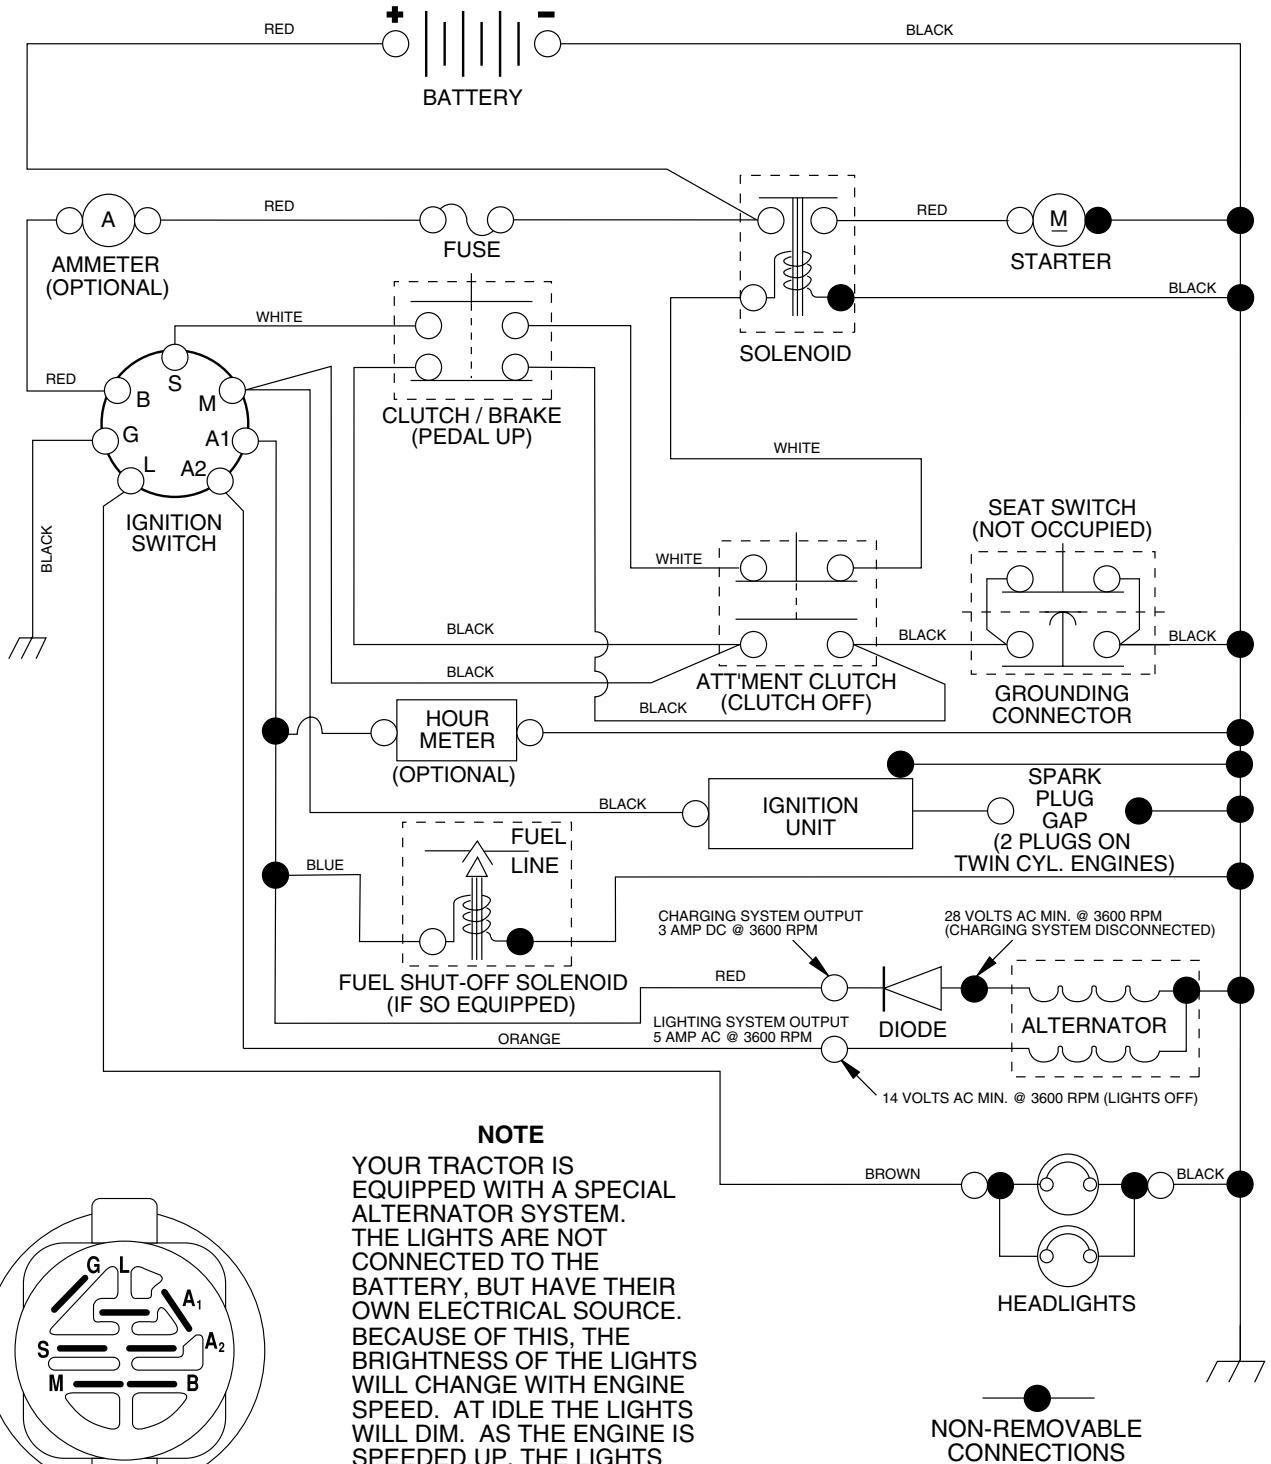 + -
RED
BLACK
BATTERY
A
RED
AMMETER
(OPTIONAL)
FUSE
RED
M
STARTER
BLACK
SOLENOID
WHITE
CLUTCH / BRAKE
(PEDAL UP)
RED
S
B
M
G
A1
L
A2
IGNITION
SWITCH
BLACK
WHITE
SEAT SWITCH
(NOT OCCUPIED)
WHITE
BLACK
BLACK
BLACK
BLACK
ATT'MENT CLUTCH
(CLUTCH OFF)
BLACK
GROUNDING
CONNECTOR
HOUR
METER
(OPTIONAL)
BLACK
IGNITION
UNIT
SPARK
PLUG
GAP
(2 PLUGS ON
TWIN CYL. ENGINES)
BLUE
FUEL
LINE
FUEL SHUT-OFF SOLENOID
(IF SO EQUIPPED)
CHARGING SYSTEM OUTPUT
3 AMP DC @ 3600 RPM
28 VOLTS AC MIN. @ 3600 RPM
(CHARGING SYSTEM DISCONNECTED)
RED
DIODE
ALTERNATOR
ORANGE
LIGHTING SYSTEM OUTPUT
5 AMP AC @ 3600 RPM
14 VOLTS AC MIN. @ 3600 RPM (LIGHTS OFF)
BROWN
BLACK
HEADLIGHTS
G L
A1
S
A2
M
B
NOTE
YOUR TRACTOR IS
EQUIPPED WITH A SPECIAL
ALTERNATOR SYSTEM.
THE LIGHTS ARE NOT
CONNECTED TO THE
BATTERY, BUT HAVE THEIR
OWN ELECTRICAL SOURCE.
BECAUSE OF THIS, THE
BRIGHTNESS OF THE LIGHTS
WILL CHANGE WITH ENGINE
SPEED. AT IDLE THE LIGHTS
WILL DIM. AS THE ENGINE IS
SPEEDED UP, THE LIGHTS
NON-REMOVABLE
CONNECTIONS